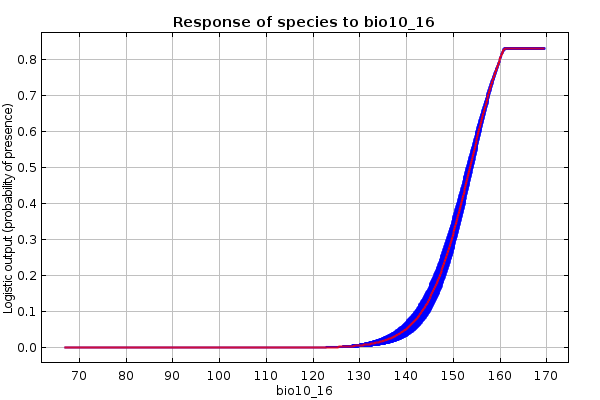 Response of species to bio10_16
Logistic output (probability of presence)
0.8
0.7
0.6
0.5
0.4
0.3
0.2
0.1
0.0
70 80 90 100 110 120 130 140 150 160 170
bio10_16